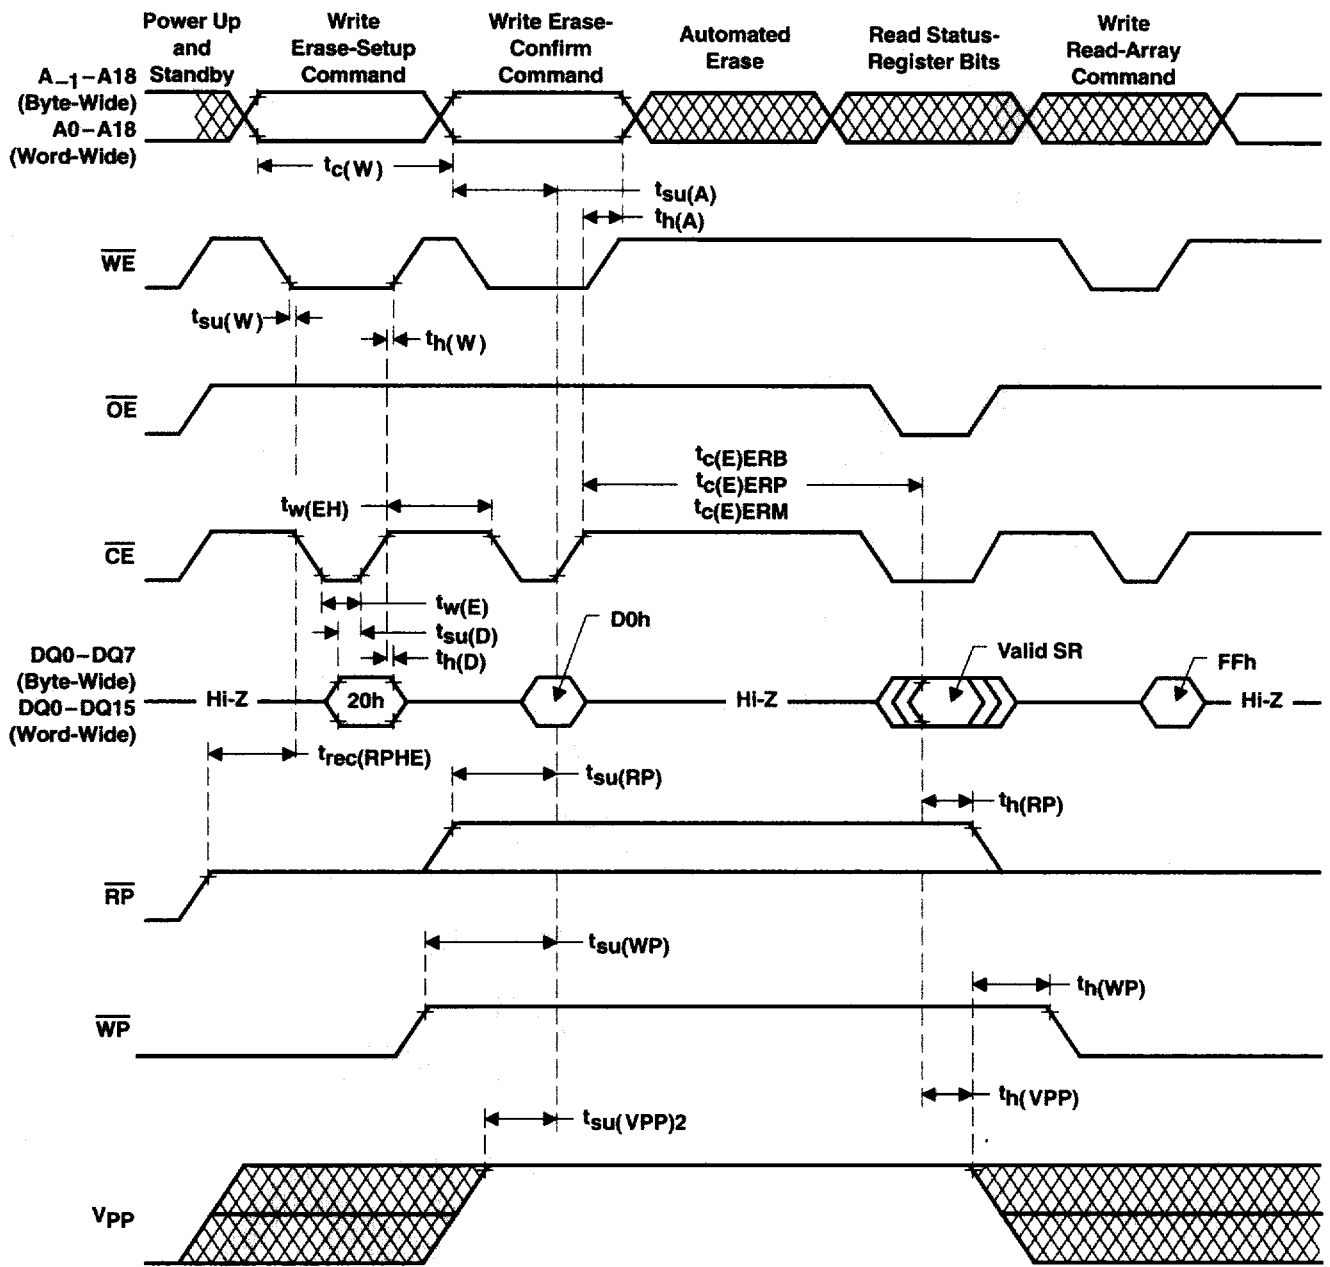 Power Up
and
Standby
Write
Erase-Setup
Command
Write Erase-
Confirm
Command
Automated
Erase
Read Status-
Register Bits
Write
Read-Array
Command
A–1–A18
(Byte-Wide)
A0–A18
(Word-Wide)
tc(W)
tsu(A)
th(A)
WE
tsu(W)
th(W)
OE
tc(E)ERB
tc(E)ERP
tc(E)ERM
tw(EH)
CE
tw(E)
tsu(D)
th(D)
D0h
Valid SR
FFh
DQ0–DQ7
(Byte-Wide)
DQ0–DQ15
(Word-Wide)
Hi-Z
20h
Hi-Z
Hi-Z
trec(RPHE)
tsu(RP)
th(RP)
RP
tsu(WP)
th(WP)
WP
th(VPP)
tsu(VPP)2
VPP